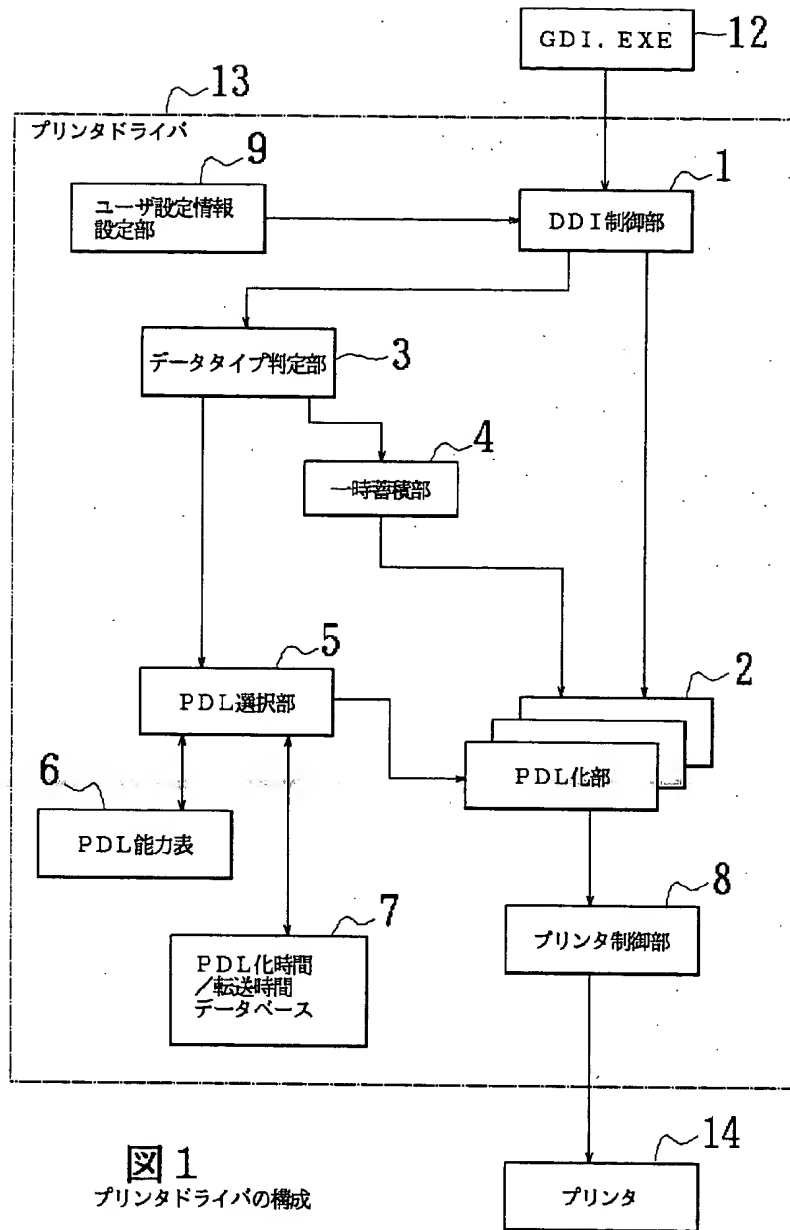 GDI. EXE
12
13
プリンタドライバ
9
ユーザ設定情報
設定部
1
DDI制御部
データタイプ判定部
3
4
一時蓄積部
5
PDL選択部
2
PDL化部
6
PDL能力表
7
PDL化時間
/転送時間
データベース
8
プリンタ制御部
14
プリンタ
図1
プリンタドライバの構成